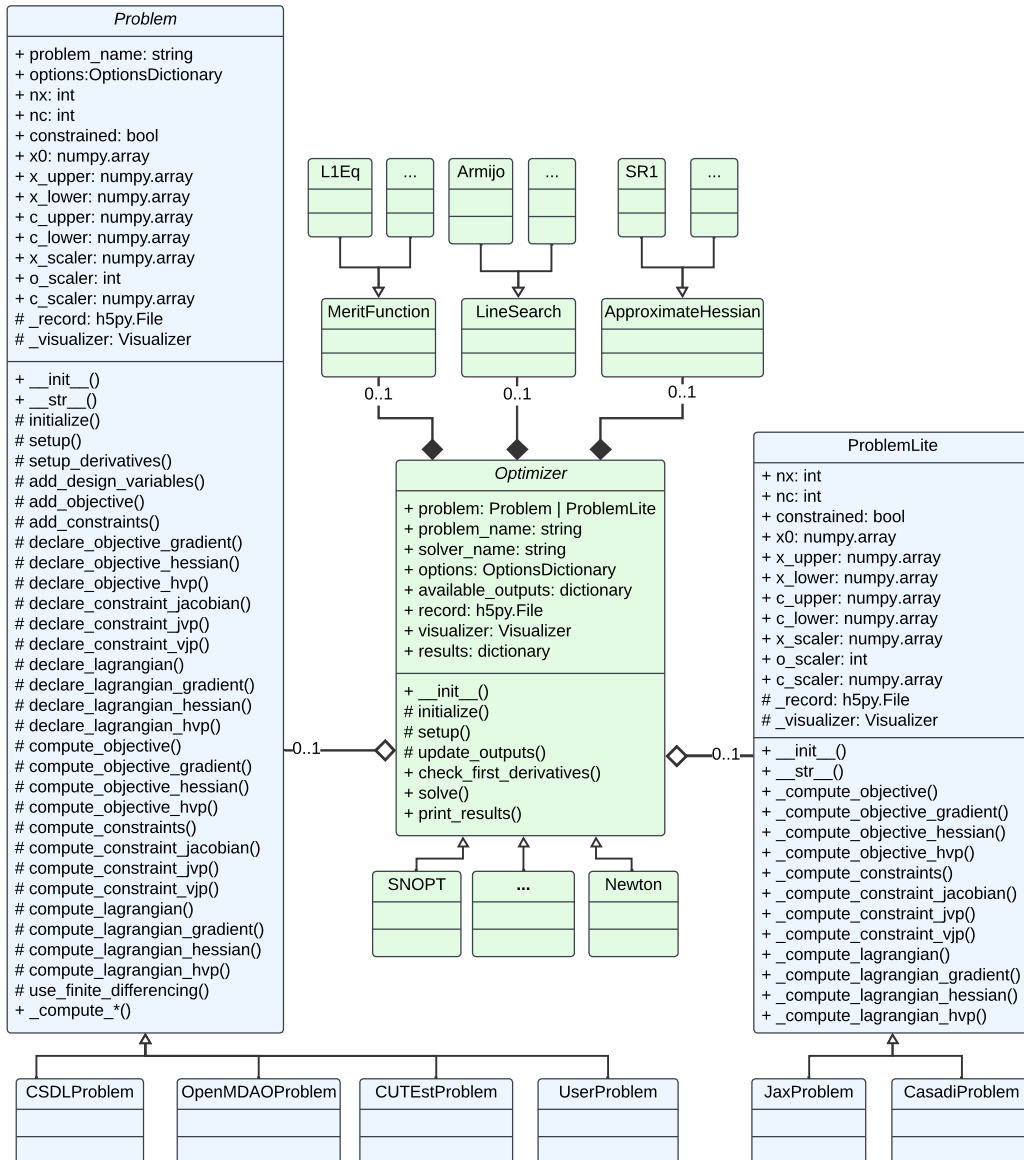 Problem
+ problem_name: string
+ options:OptionsDictionary
+ nx: int
+ nc: int
+ constrained: bool
+ x0: numpy.array
+ x_upper: numpy.array
+ x_lower: numpy.array
+ c_upper: numpy.array
+ c_lower: numpy.array
+ x_scaler: numpy.array
+ o_scaler: int
+ c_scaler: numpy.array
# _record: h5py.File
# _visualizer: Visualizer
+ __init__()
+ __str__()
# initialize()
# setup()
# setup_derivatives()
# add_design_variables()
# add_objective()
# add_constraints()
# declare_objective_gradient()
# declare_objective_hessian()
# declare_objective_hvp()
# declare_constraint_jacobian()
# declare_constraint_jvp()
# declare_constraint_vjp()
# declare_lagrangian()
# declare_lagrangian_gradient()
# declare_lagrangian_hessian()
# declare_lagrangian_hvp()
# compute_objective()
# compute_objective_gradient()
# compute_objective_hessian()
# compute_objective_hvp()
# compute_constraints()
# compute_constraint_jacobian()
# compute_constraint_jvp()
# compute_constraint_vjp()
# compute_lagrangian()
# compute_lagrangian_gradient()
# compute_lagrangian_hessian()
# compute_lagrangian_hvp()
# use_finite_differencing()
+ _compute_*()
L1Eq
...
Armijo
...
SR1
...
MeritFunction
LineSearch
ApproximateHessian
0..1
0..1
0..1
Optimizer
+ problem: Problem | ProblemLite
+ problem_name: string
+ solver_name: string
+ options: OptionsDictionary
+ available_outputs: dictionary
+ record: h5py.File
+ visualizer: Visualizer
+ results: dictionary
+ __init__()
# initialize()
# setup()
# update_outputs()
+ check_first_derivatives()
+ solve()
+ print_results()
0..1
0..1
SNOPT
...
Newton
ProblemLite
+ nx: int
+ nc: int
+ constrained: bool
+ x0: numpy.array
+ x_upper: numpy.array
+ x_lower: numpy.array
+ c_upper: numpy.array
+ c_lower: numpy.array
+ x_scaler: numpy.array
+ o_scaler: int
+ c_scaler: numpy.array
# _record: h5py.File
# _visualizer: Visualizer
+ __init__()
+ __str__()
+ _compute_objective()
+ _compute_objective_gradient()
+ _compute_objective_hessian()
+ _compute_objective_hvp()
+ _compute_constraints()
+ _compute_constraint_jacobian()
+ _compute_constraint_jvp()
+ _compute_constraint_vjp()
+ _compute_lagrangian()
+ _compute_lagrangian_gradient()
+ _compute_lagrangian_hessian()
+ _compute_lagrangian_hvp()
CSDLProblem
OpenMDAOProblem
CUTEstProblem
UserProblem
JaxProblem
CasadiProblem